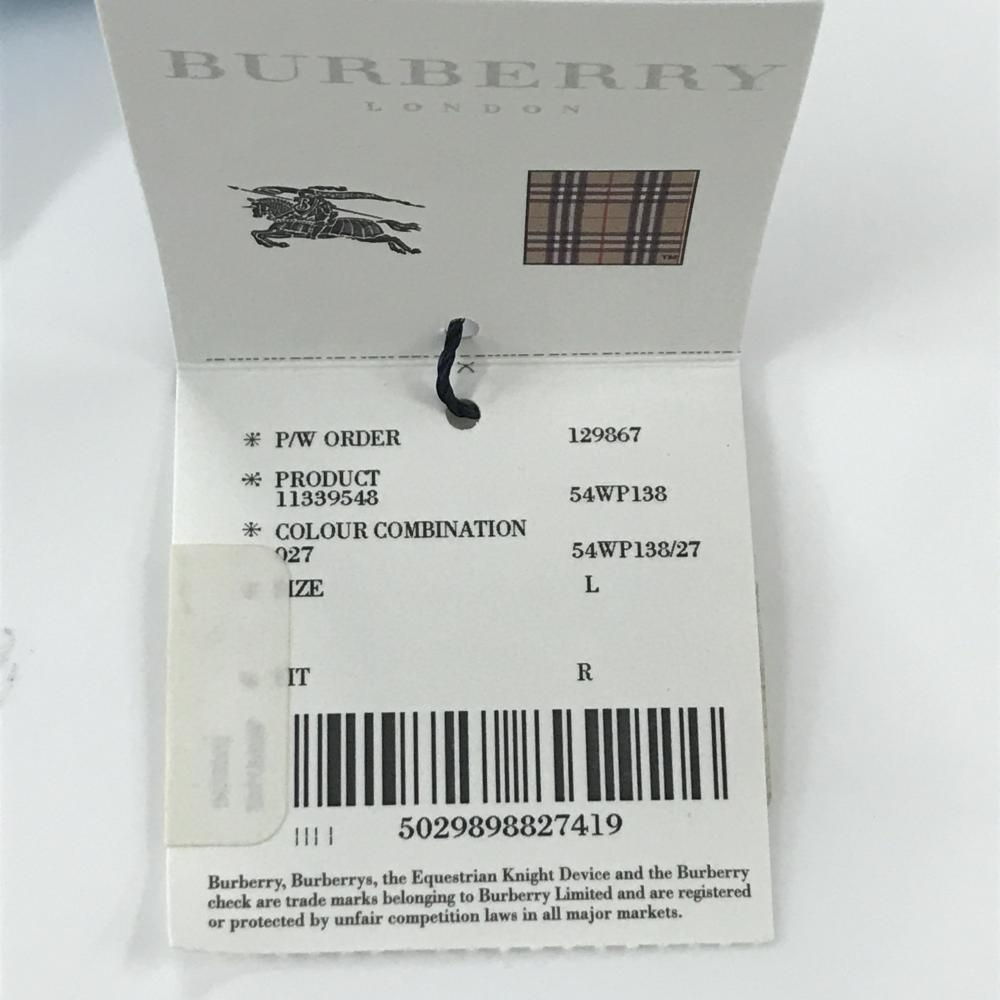 BURBERRY
LONDON
B
TM
X
* P/W ORDER 129867
* PRODUCT
11339548 54WP138
* COLOUR COMBINATION
027 54WP138/27
IZE L
IT R
5029898827419
Burberry, Burberrys, the Equestrian Knight Device and the Burberry
check are trade marks belonging to Burberry Limited and are registered
or protected by unfair competition laws in all major markets.